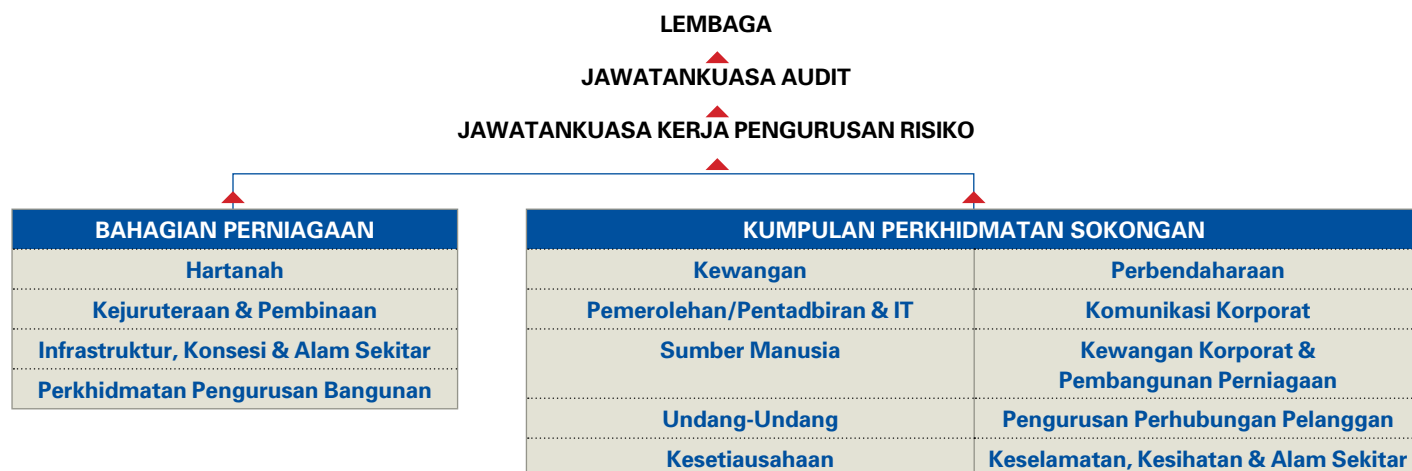 LEMBAGA
JAWATANKUASA AUDIT
JAWATANKUASA KERJA PENGURUSAN RISIKO
BAHAGIAN PERNIAGAAN
Hartanah
Kejuruteraan & Pembinaan
Infrastruktur, Konsesi & Alam Sekitar
Perkhidmatan Pengurusan Bangunan
KUMPULAN PERKHIDMATAN SOKONGAN
Kewangan
Perbendaharaan
Pemerolehan/Pentadbiran & IT
Komunikasi Korporat
Sumber Manusia
Kewangan Korporat &
Pembangunan Perniagaan
Undang-Undang
Pengurusan Perhubungan Pelanggan
Kesetiausahaan
Keselamatan, Kesihatan & Alam Sekitar